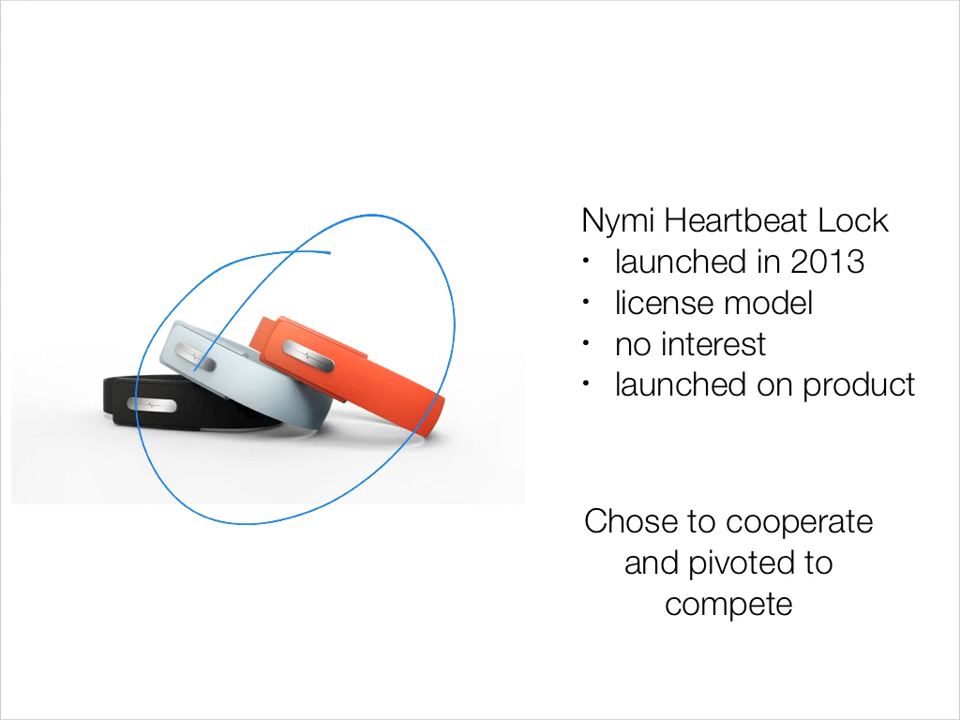 Nymi Heartbeat Lock
• launched in 2013
• license model
• no interest
• launched on product
Chose to cooperate
and pivoted to
compete